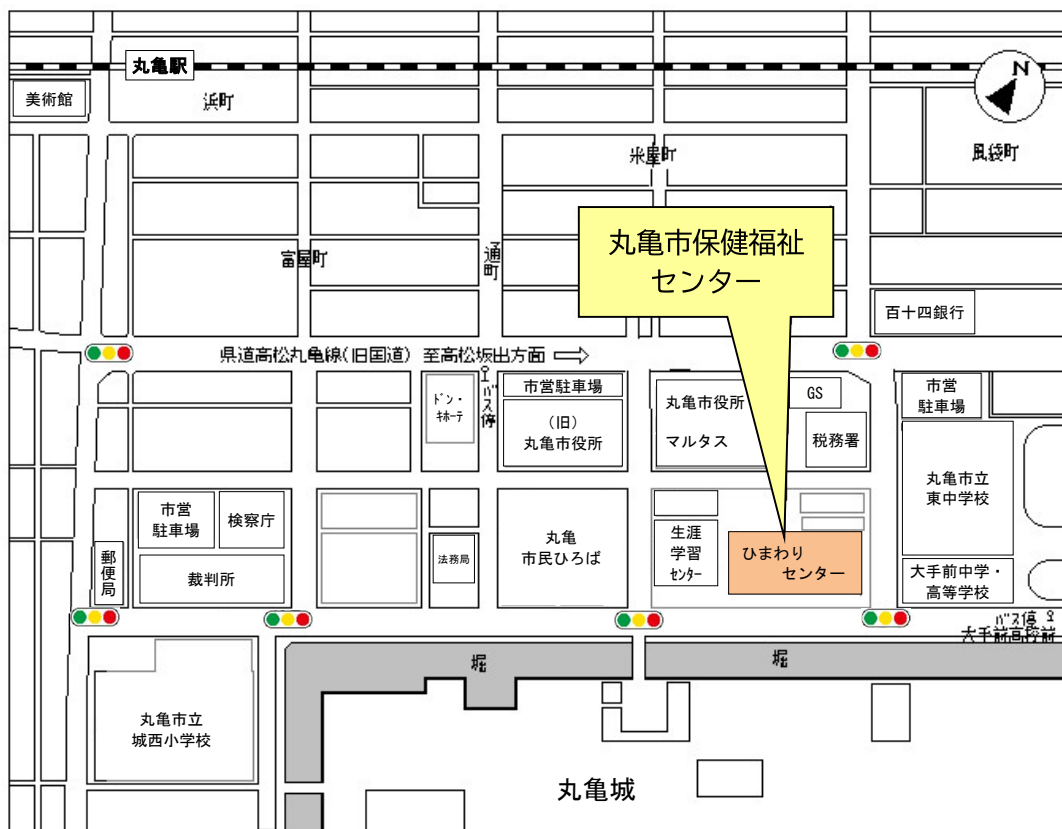 丸亀駅
N
美術館
浜町
米屋町
風袋町
丸亀市保健福祉
センター
富屋町
通町
百十四銀行
県道高松丸亀線(旧国道) 至高松坂出方面
バス停
ドン・
キホーテ
市営駐車場
(旧)
丸亀市役所
丸亀市役所
マルタス
GS
税務署
市営
駐車場
丸亀市立
東中学校
市営
駐車場
検察庁
裁判所
郵便局
法務局
丸亀
市民ひろば
生涯
学習
センター
ひまわり
センター
大手前中学・
高等学校
バス停
大手前高校前
堀
堀
丸亀市立
城西小学校
丸亀城